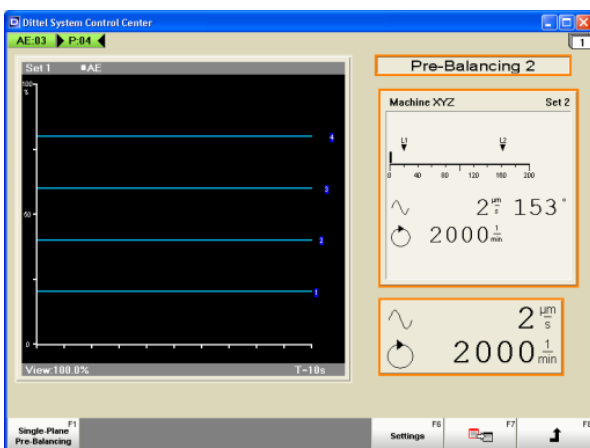 Dittel System Control Center
AE:03 P:04
1
Set 1 ■AE
Pre-Balancing 2
100
%
4
3
50
2
1
0
View:100.0% T-10s
Machine XYZ Set 2
L1 L2
0 40 80 120 160 200
2 µm/s 153°
2000 1/min
2 µm/s
2000 1/min
F1
Single-Plane
Pre-Balancing
F6
Settings
F7
F8